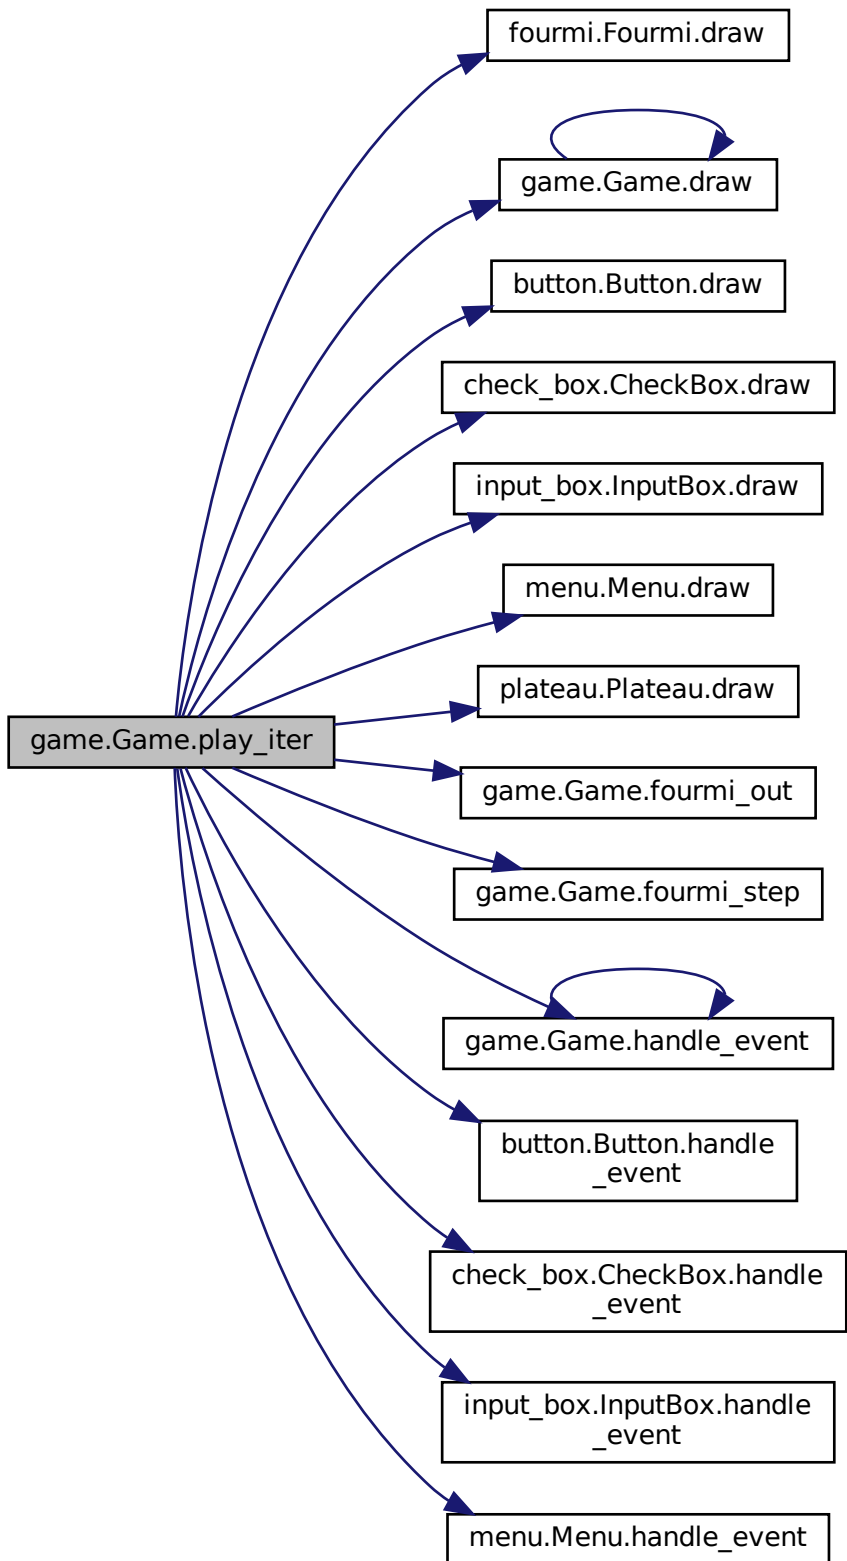 fourmi.Fourmi.draw
game.Game.draw
button.Button.draw
check_box.CheckBox.draw
input_box.InputBox.draw
menu.Menu.draw
plateau.Plateau.draw
game.Game.play_iter
game.Game.fourmi_out
game.Game.fourmi_step
game.Game.handle_event
button.Button.handle
_event
check_box.CheckBox.handle
_event
input_box.InputBox.handle
_event
menu.Menu.handle_event